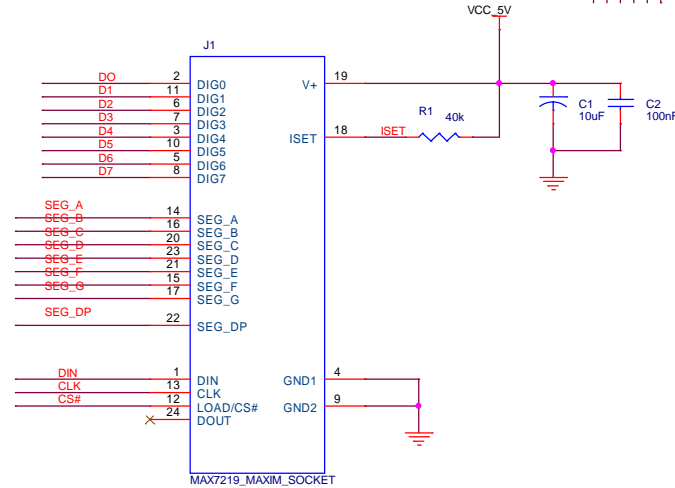 VCC_5V
J1
DO 2 DIG0 V+ 19
D1 11 DIG1
D2 6 DIG2
D3 7 DIG3
D4 3 DIG4 ISET 18 ISET R1 40k
D5 10 DIG5
D6 5 DIG6
D7 8 DIG7
C1 10uF
C2 100nF
SEG_A 14 SEG_A
SEG_B 16 SEG_B
SEG_C 20 SEG_C
SEG_D 23 SEG_D
SEG_E 21 SEG_E
SEG_F 15 SEG_F
SEG_G 17 SEG_G
SEG_DP 22 SEG_DP
DIN 1 DIN GND1 4
CLK 13 CLK
CS# 12 LOAD/CS# GND2 9
24 DOUT
MAX7219_MAXIM_SOCKET